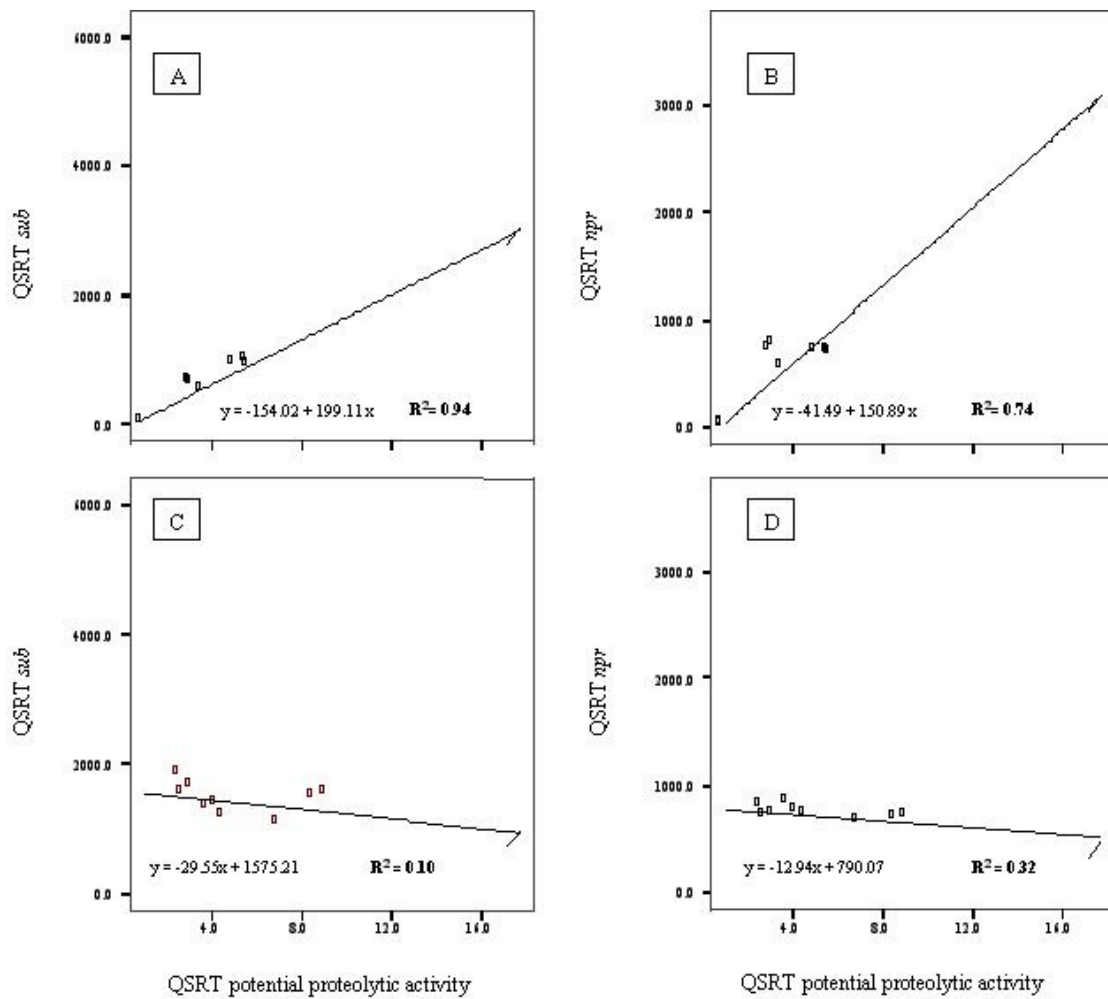 6000.0
A
4000.0
QSRT sub
2000.0
y = -154.02 + 199.11x R²= 0.94
0.0
B
3000.0
2000.0
QSRT npr
1000.0
y = -41.49 + 150.89x R²= 0.74
0.0
6000.0
C
4000.0
QSRT sub
2000.0
y = -29.55x + 1575.21 R²= 0.10
0.0
4.0 8.0 12.0 16.0
QSRT potential proteolytic activity
D
3000.0
2000.0
QSRT npr
1000.0
y = -12.94x + 790.07 R²= 0.32
0.0
4.0 8.0 12.0 16.0
QSRT potential proteolytic activity